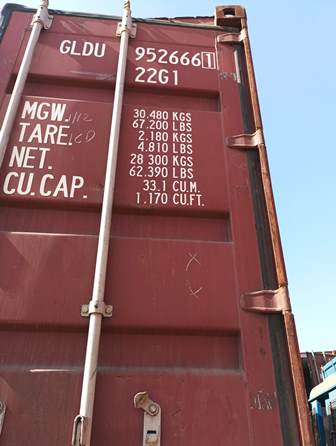 GLDU 952666 1
22G1
MGW. 30.480 KGS
67.200 LBS
TARE. 2.180 KGS
4.810 LBS
NET. 28 300 KGS
62.390 LBS
CU.CAP. 33.1 CU.M.
1.170 CU.FT.